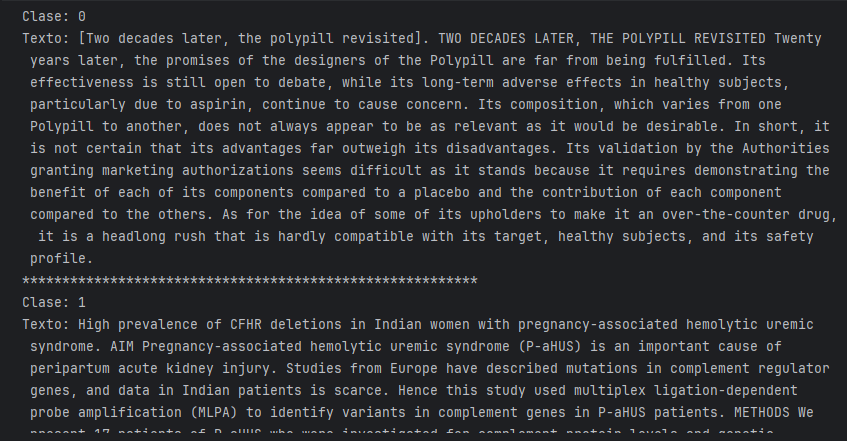 Clase: 0
Texto: [Two decades later, the polypill revisited]. TWO DECADES LATER, THE POLYPILL REVISITED Twenty
years later, the promises of the designers of the Polypill are far from being fulfilled. Its
effectiveness is still open to debate, while its long-term adverse effects in healthy subjects,
particularly due to aspirin, continue to cause concern. Its composition, which varies from one
Polypill to another, does not always appear to be as relevant as it would be desirable. In short, it
is not certain that its advantages far outweigh its disadvantages. Its validation by the Authorities
granting marketing authorizations seems difficult as it stands because it requires demonstrating the
benefit of each of its components compared to a placebo and the contribution of each component
compared to the others. As for the idea of some of its upholders to make it an over-the-counter drug,
it is a headlong rush that is hardly compatible with its target, healthy subjects, and its safety
profile.
*********************************************************
Clase: 1
Texto: High prevalence of CFHR deletions in Indian women with pregnancy-associated hemolytic uremic
syndrome. AIM Pregnancy-associated hemolytic uremic syndrome (P-aHUS) is an important cause of
peripartum acute kidney injury. Studies from Europe have described mutations in complement regulator
genes, and data in Indian patients is scarce. Hence this study used multiplex ligation-dependent
probe amplification (MLPA) to identify variants in complement genes in P-aHUS patients. METHODS We
present 17 patients of P-aHUS who were investigated for complement protein levels and genetic